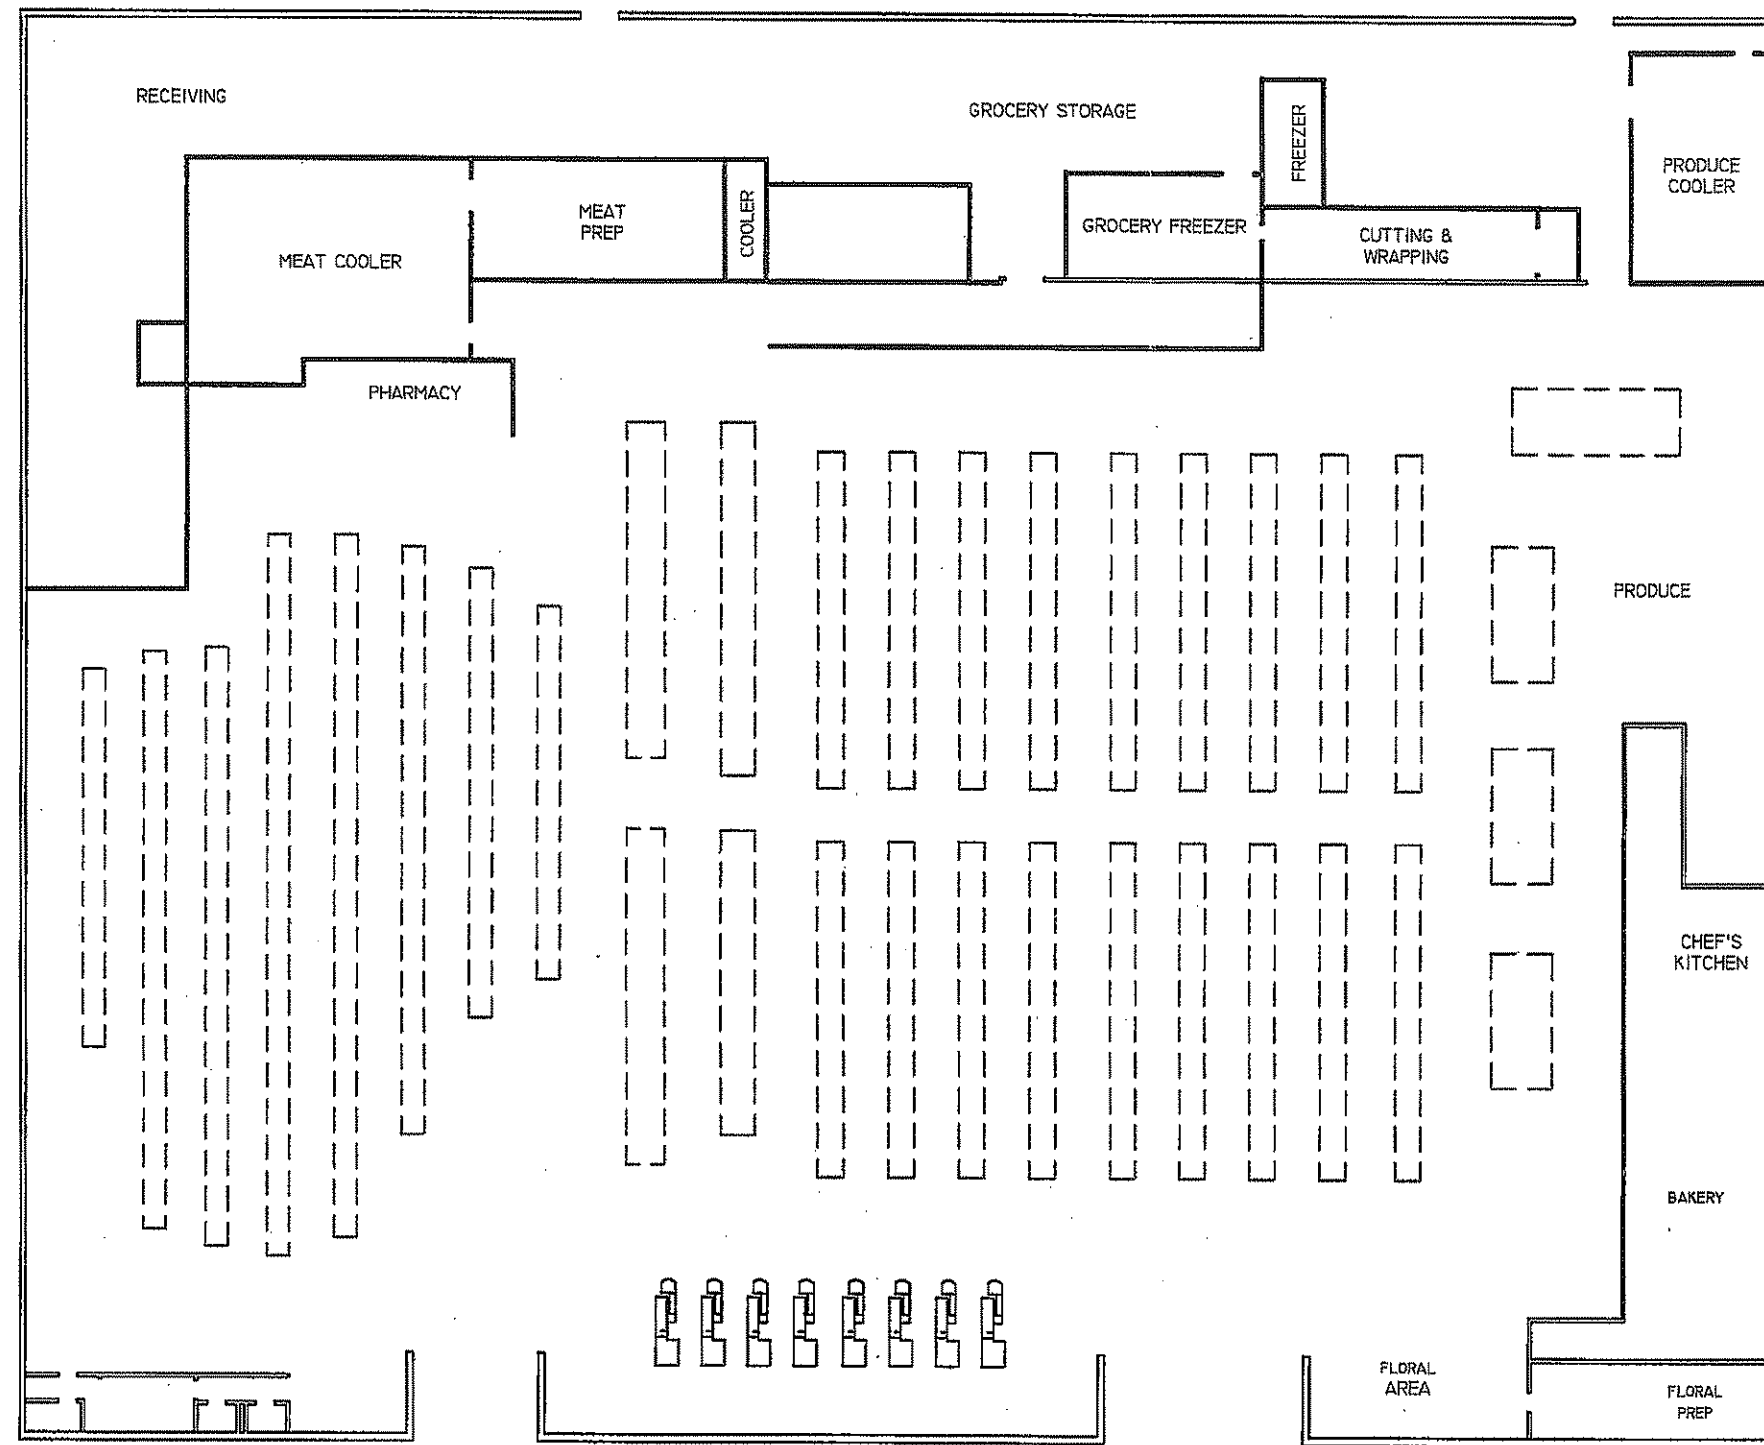 RECEIVING
GROCERY STORAGE
FREEZER
PRODUCE
COOLER
MEAT
PREP
COOLER
GROCERY FREEZER
CUTTING &
WRAPPING
MEAT COOLER
PHARMACY
PRODUCE
CHEF'S
KITCHEN
BAKERY
FLORAL
AREA
FLORAL
PREP